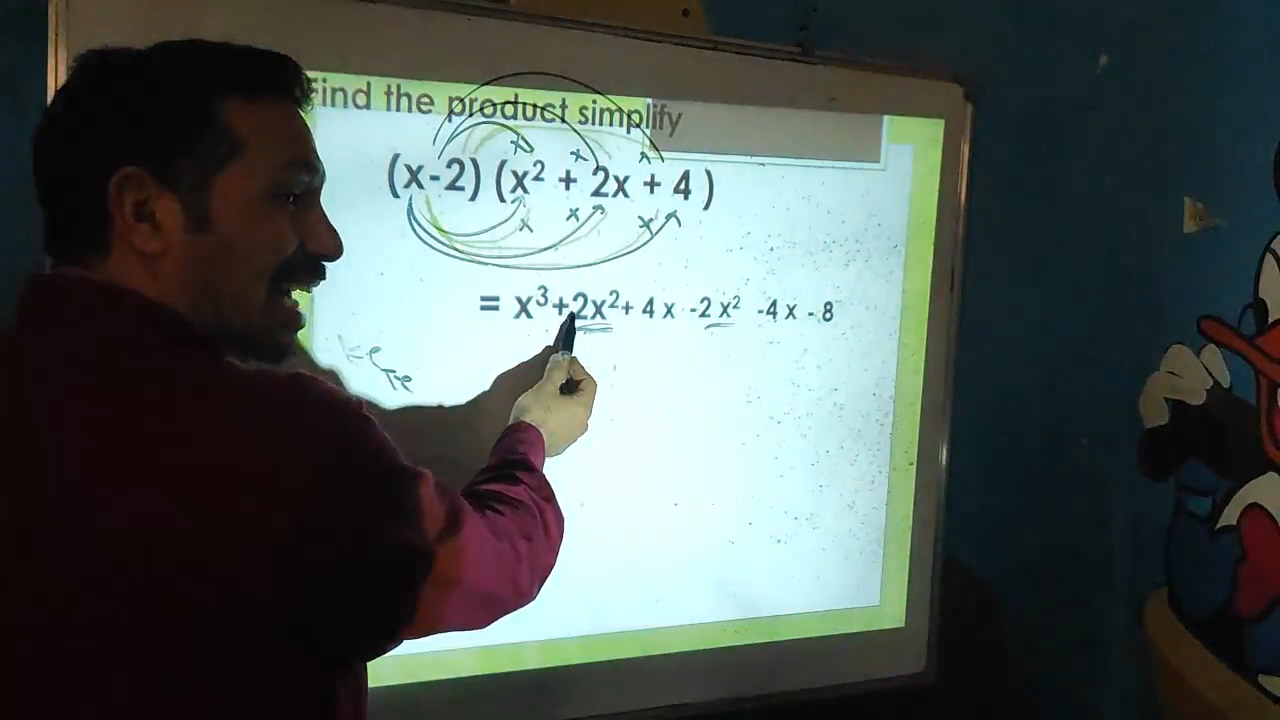 Find the product simplify
(x-2) (x² + 2x + 4 )
x x x
x x x
= x³+2x²+ 4 x -2 x² -4 x - 8